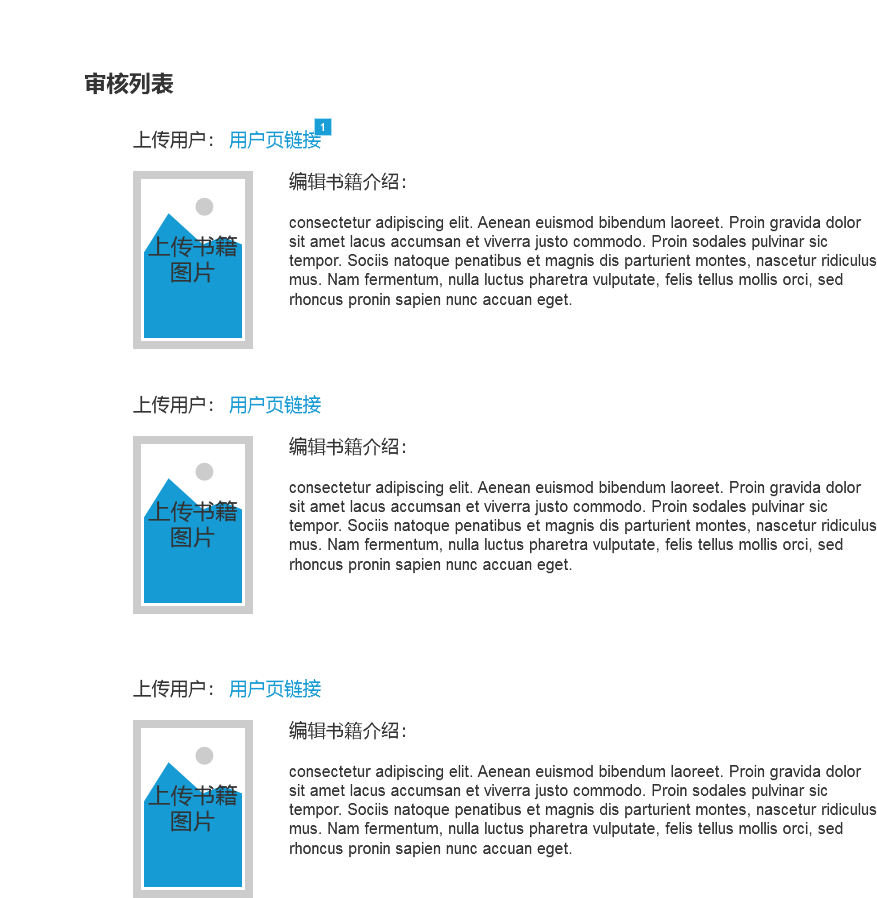 审核列表
上传用户： 用户页链接
1
编辑书籍介绍：
上传书籍
图片
consectetur adipiscing elit. Aenean euismod bibendum laoreet. Proin gravida dolor
sit amet lacus accumsan et viverra justo commodo. Proin sodales pulvinar sic
tempor. Sociis natoque penatibus et magnis dis parturient montes, nascetur ridiculus
mus. Nam fermentum, nulla luctus pharetra vulputate, felis tellus mollis orci, sed
rhoncus pronin sapien nunc accuan eget.
上传用户： 用户页链接
编辑书籍介绍：
上传书籍
图片
consectetur adipiscing elit. Aenean euismod bibendum laoreet. Proin gravida dolor
sit amet lacus accumsan et viverra justo commodo. Proin sodales pulvinar sic
tempor. Sociis natoque penatibus et magnis dis parturient montes, nascetur ridiculus
mus. Nam fermentum, nulla luctus pharetra vulputate, felis tellus mollis orci, sed
rhoncus pronin sapien nunc accuan eget.
上传用户： 用户页链接
编辑书籍介绍：
上传书籍
图片
consectetur adipiscing elit. Aenean euismod bibendum laoreet. Proin gravida dolor
sit amet lacus accumsan et viverra justo commodo. Proin sodales pulvinar sic
tempor. Sociis natoque penatibus et magnis dis parturient montes, nascetur ridiculus
mus. Nam fermentum, nulla luctus pharetra vulputate, felis tellus mollis orci, sed
rhoncus pronin sapien nunc accuan eget.